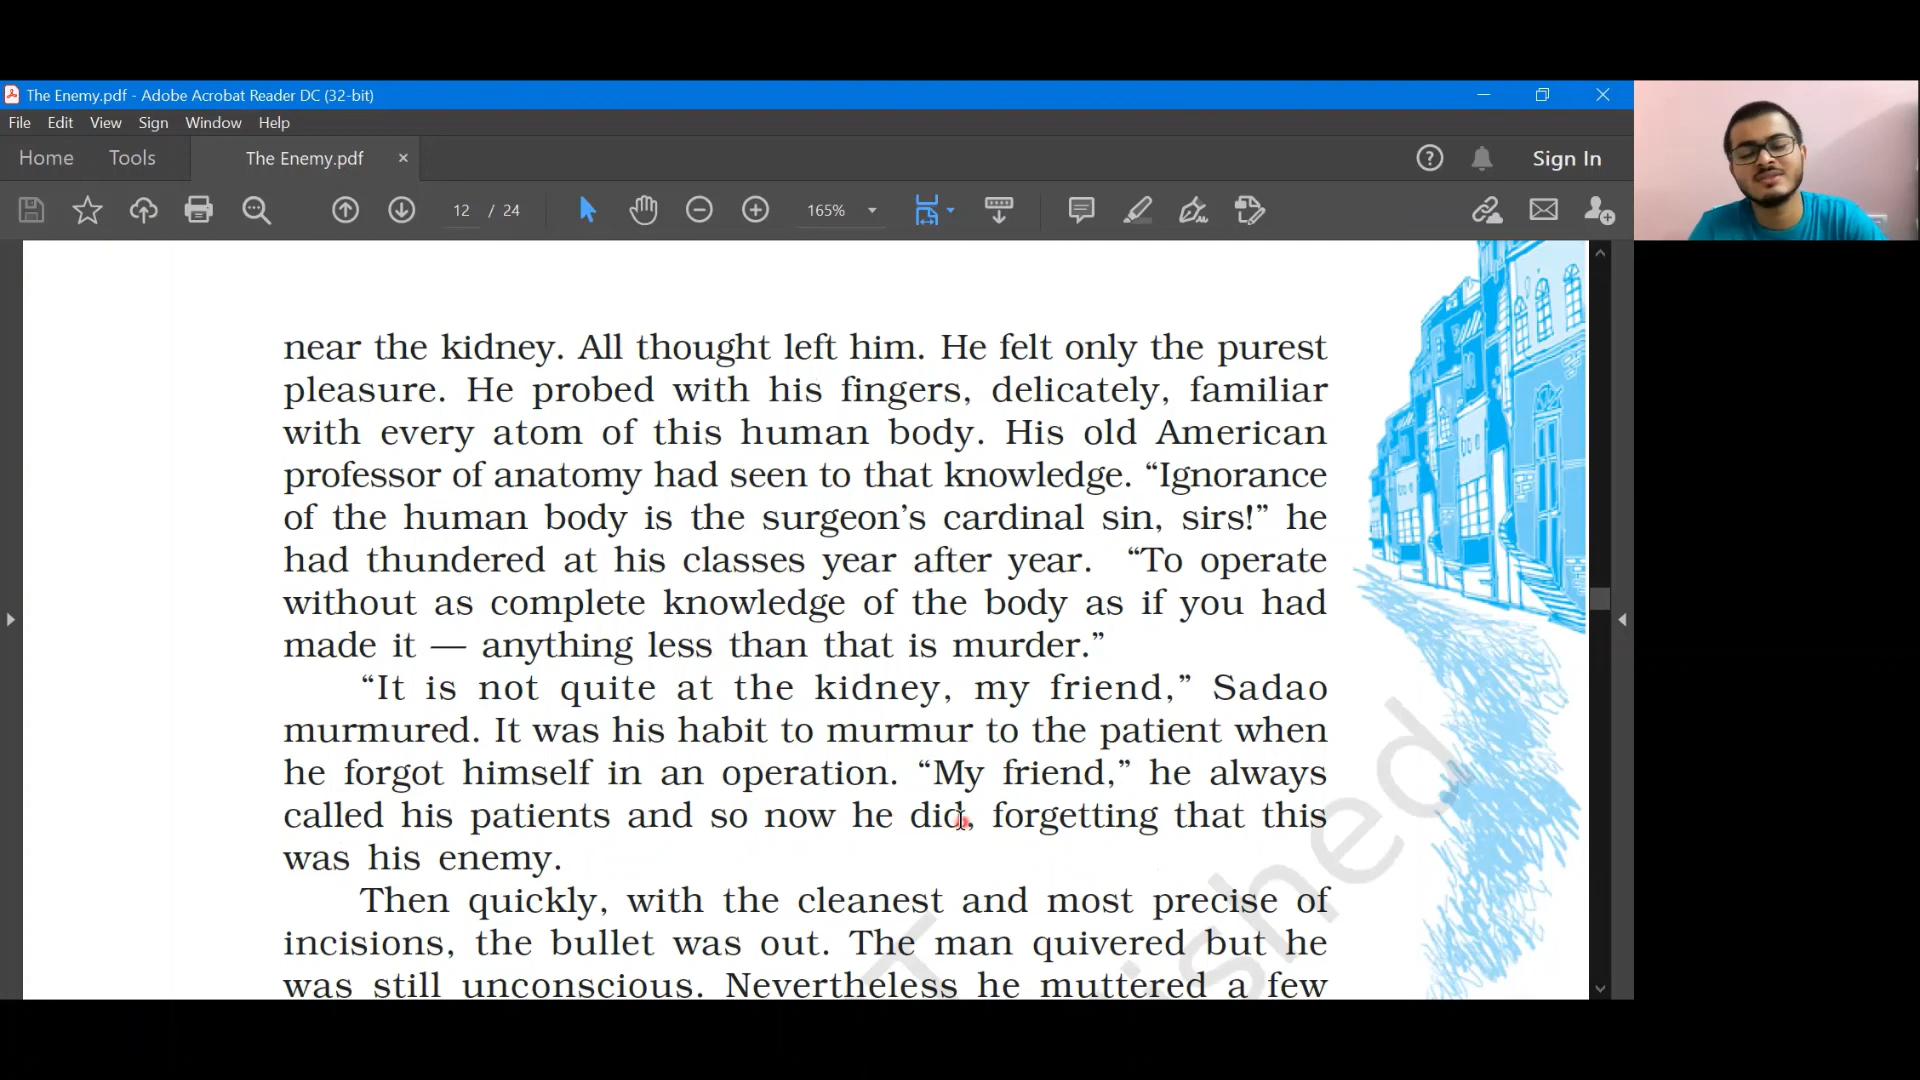 The Enemy.pdf - Adobe Acrobat Reader DC (32-bit)
File Edit View Sign Window Help
Home Tools The Enemy.pdf × Sign In
12 / 24 165%
near the kidney. All thought left him. He felt only the purest
pleasure. He probed with his fingers, delicately, familiar
with every atom of this human body. His old American
professor of anatomy had seen to that knowledge. “Ignorance
of the human body is the surgeon’s cardinal sin, sirs!” he
had thundered at his classes year after year. “To operate
without as complete knowledge of the body as if you had
made it — anything less than that is murder.”
“It is not quite at the kidney, my friend,” Sadao
murmured. It was his habit to murmur to the patient when
he forgot himself in an operation. “My friend,” he always
called his patients and so now he did, forgetting that this
was his enemy.
Then quickly, with the cleanest and most precise of
incisions, the bullet was out. The man quivered but he
was still unconscious. Nevertheless he muttered a few